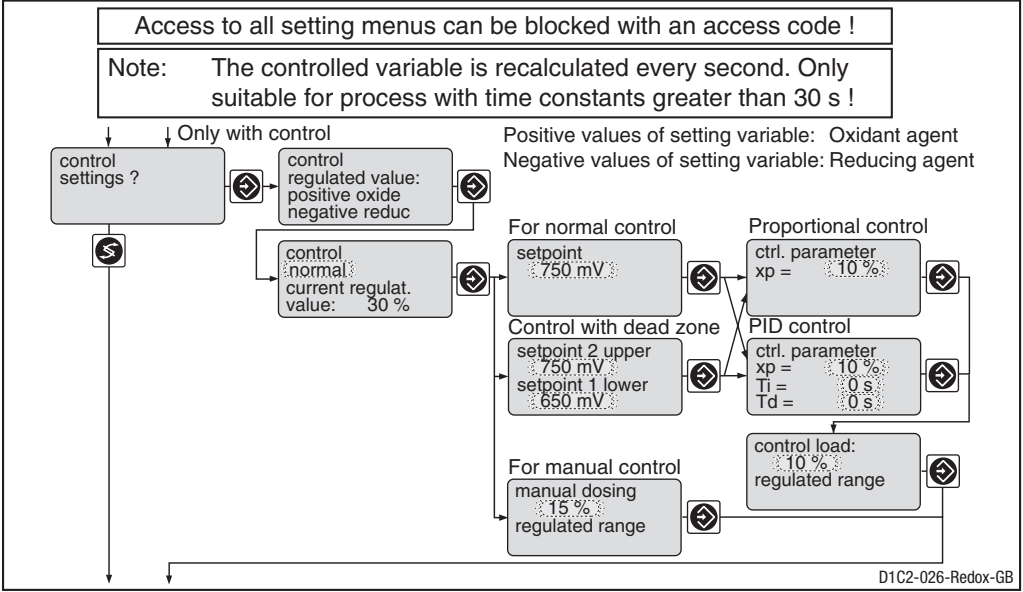 Access to all setting menus can be blocked with an access code !
Note: The controlled variable is recalculated every second. Only
suitable for process with time constants greater than 30 s !
Only with control
Positive values of setting variable: Oxidant agent
Negative values of setting variable: Reducing agent
control
settings ?
control
regulated value:
positive oxide
negative reduc
control
normal
current regulat.
value: 30 %
For normal control
setpoint
750 mV
Proportional control
ctrl. parameter
xp = 10 %
Control with dead zone
setpoint 2 upper
750 mV
setpoint 1 lower
650 mV
PID control
ctrl. parameter
xp = 10 %
Ti = 0 s
Td = 0 s
control load:
10 %
regulated range
For manual control
manual dosing
15 %
regulated range
D1C2-026-Redox-GB